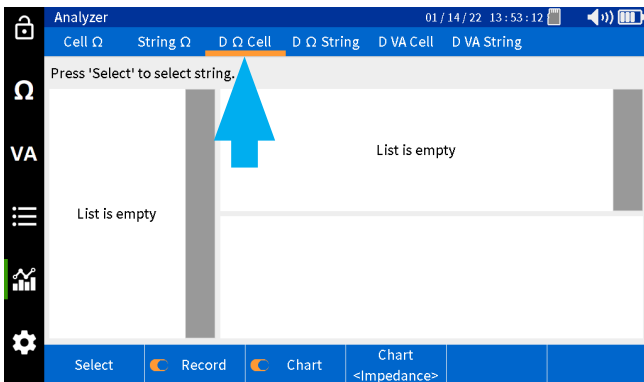 Analyzer 01/14/22 13:53:12
Cell Ω String Ω D Ω Cell D Ω String D VA Cell D VA String
Press 'Select' to select string.
Ω
VA
List is empty
List is empty
Select Record Chart Chart
<Impedance>